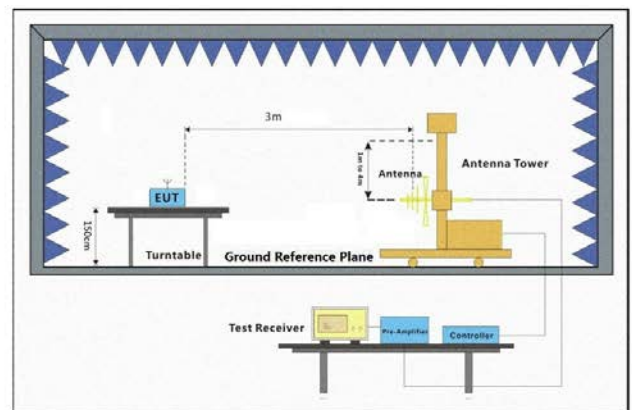 3m
1m to 4m
Antenna
Antenna Tower
EUT
150cm
Turntable
Ground Reference Plane
Test Receiver
Pre-Amplifier
Controller